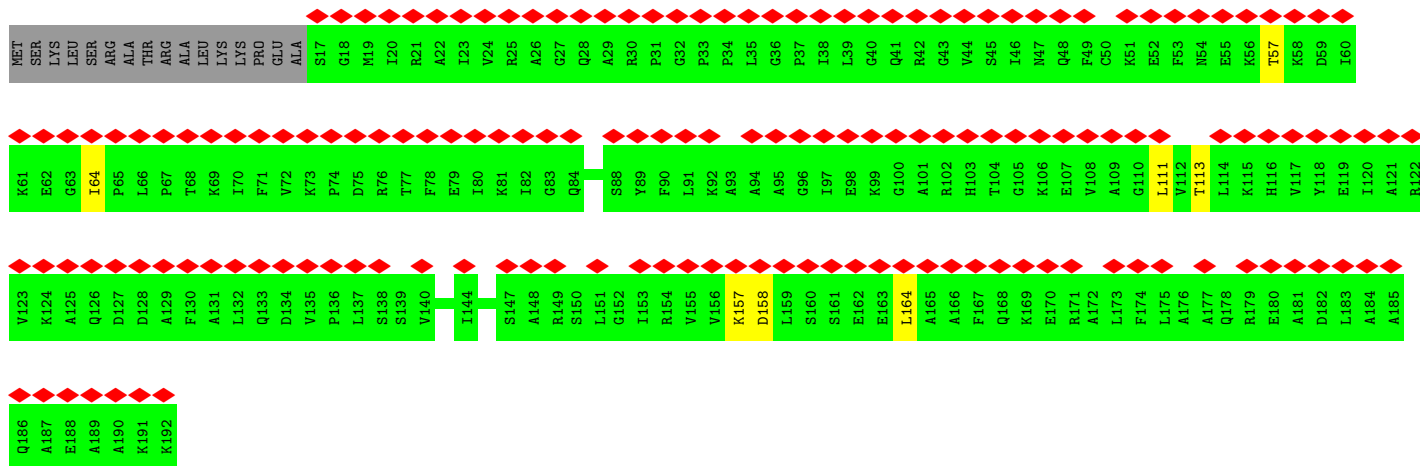 MET SER LYS LEU SER ARG ALA THR ARG ALA LEU LYS LYS PRO GLU ALA S17 G18 M19 I20 R21 A22 I23 V24 R25 A26 G27 Q28 A29 R30 P31 G32 P33 P34 L35 G36 P37 I38 L39 G40 Q41 R42 G43 V44 S45 I46 N47 Q48 F49 C50 K51 E52 F53 N54 E55 K56 T57 K58 D59 I60
K61 E62 G63 I64 P65 L66 P67 T68 K69 I70 F71 V72 K73 P74 D75 R76 T77 F78 E79 I80 K81 I82 G83 Q84 S88 Y89 F90 L91 K92 A93 A94 A95 G96 I97 E98 K99 G100 A101 R102 H103 T104 G105 K106 E107 V108 A109 G110 L111 V112 T113 L114 K115 H116 V117 Y118 E119 I120 A121 R122
V123 K124 A125 Q126 D127 D128 A129 F130 A131 L132 Q133 D134 V135 P136 L137 S138 S139 V140 I144 S147 A148 R149 S150 L151 G152 I153 R154 V155 V156 K157 D158 L159 S160 S161 E162 E163 L164 A165 A166 F167 Q168 K169 E170 R171 A172 L173 F174 L175 A176 A177 Q178 R179 E180 A181 D182 L183 A184 A185
Q186 A187 E188 A189 A190 K191 K192